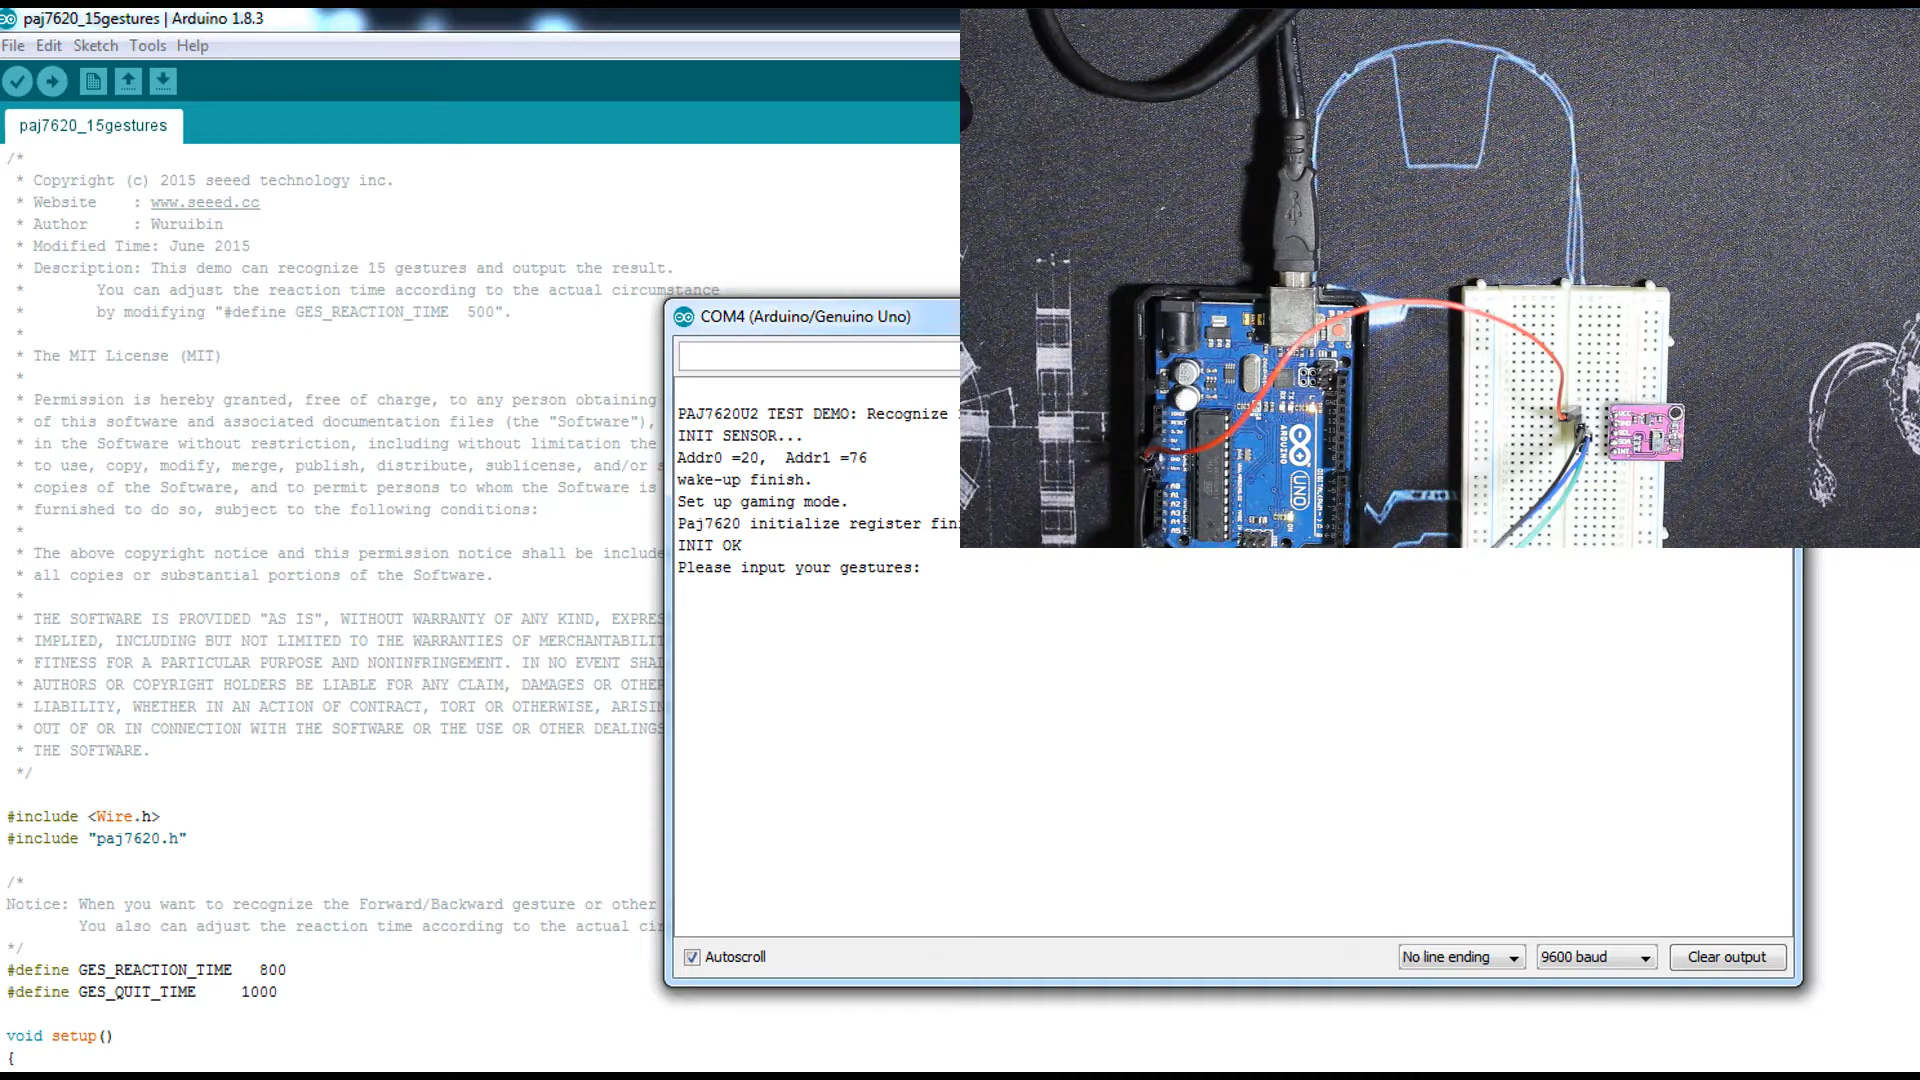 paj7620_15gestures | Arduino 1.8.3
File Edit Sketch Tools Help
paj7620_15gestures
/*
* Copyright (c) 2015 seeed technology inc.
* Website : www.seeed.cc
* Author : Wuruibin
* Modified Time: June 2015
* Description: This demo can recognize 15 gestures and output the result.
* You can adjust the reaction time according to the actual circumstance
* by modifying "#define GES_REACTION_TIME 500".
*
* The MIT License (MIT)
*
* Permission is hereby granted, free of charge, to any person obtaining
* of this software and associated documentation files (the "Software"),
* in the Software without restriction, including without limitation the
* to use, copy, modify, merge, publish, distribute, sublicense, and/or s
* copies of the Software, and to permit persons to whom the Software is
* furnished to do so, subject to the following conditions:
*
* The above copyright notice and this permission notice shall be include
* all copies or substantial portions of the Software.
*
* THE SOFTWARE IS PROVIDED "AS IS", WITHOUT WARRANTY OF ANY KIND, EXPRES
* IMPLIED, INCLUDING BUT NOT LIMITED TO THE WARRANTIES OF MERCHANTABILIT
* FITNESS FOR A PARTICULAR PURPOSE AND NONINFRINGEMENT. IN NO EVENT SHAL
* AUTHORS OR COPYRIGHT HOLDERS BE LIABLE FOR ANY CLAIM, DAMAGES OR OTHER
* LIABILITY, WHETHER IN AN ACTION OF CONTRACT, TORT OR OTHERWISE, ARISIN
* OUT OF OR IN CONNECTION WITH THE SOFTWARE OR THE USE OR OTHER DEALINGS
* THE SOFTWARE.
*/
#include <Wire.h>
#include "paj7620.h"
/*
Notice: When you want to recognize the Forward/Backward gesture or other
You also can adjust the reaction time according to the actual cir
*/
#define GES_REACTION_TIME 800
#define GES_QUIT_TIME 1000
void setup()
{
COM4 (Arduino/Genuino Uno)
PAJ7620U2 TEST DEMO: Recognize
INIT SENSOR...
Addr0 =20, Addr1 =76
wake-up finish.
Set up gaming mode.
Paj7620 initialize register fini
INIT OK
Please input your gestures:
Autoscroll
No line ending
9600 baud
Clear output
ARDUINO
UNO